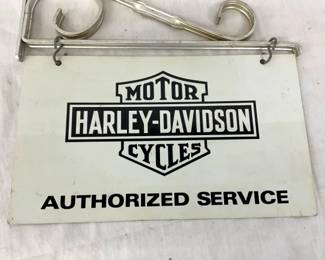 MOTOR
HARLEY-DAVIDSON
CYCLES
AUTHORIZED SERVICE